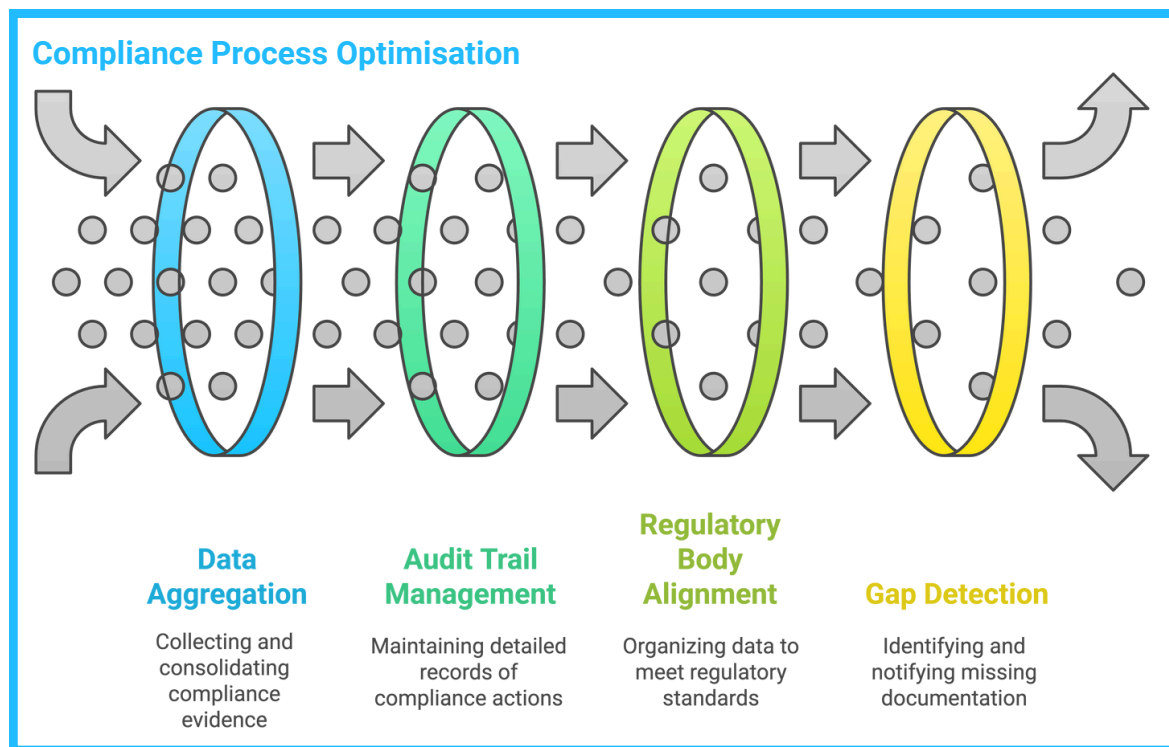 Compliance Process Optimisation
Data
Aggregation
Collecting and
consolidating
compliance
evidence
Audit Trail
Management
Maintaining detailed
records of
compliance actions
Regulatory
Body
Alignment
Organizing data to
meet regulatory
standards
Gap Detection
Identifying and
notifying missing
documentation